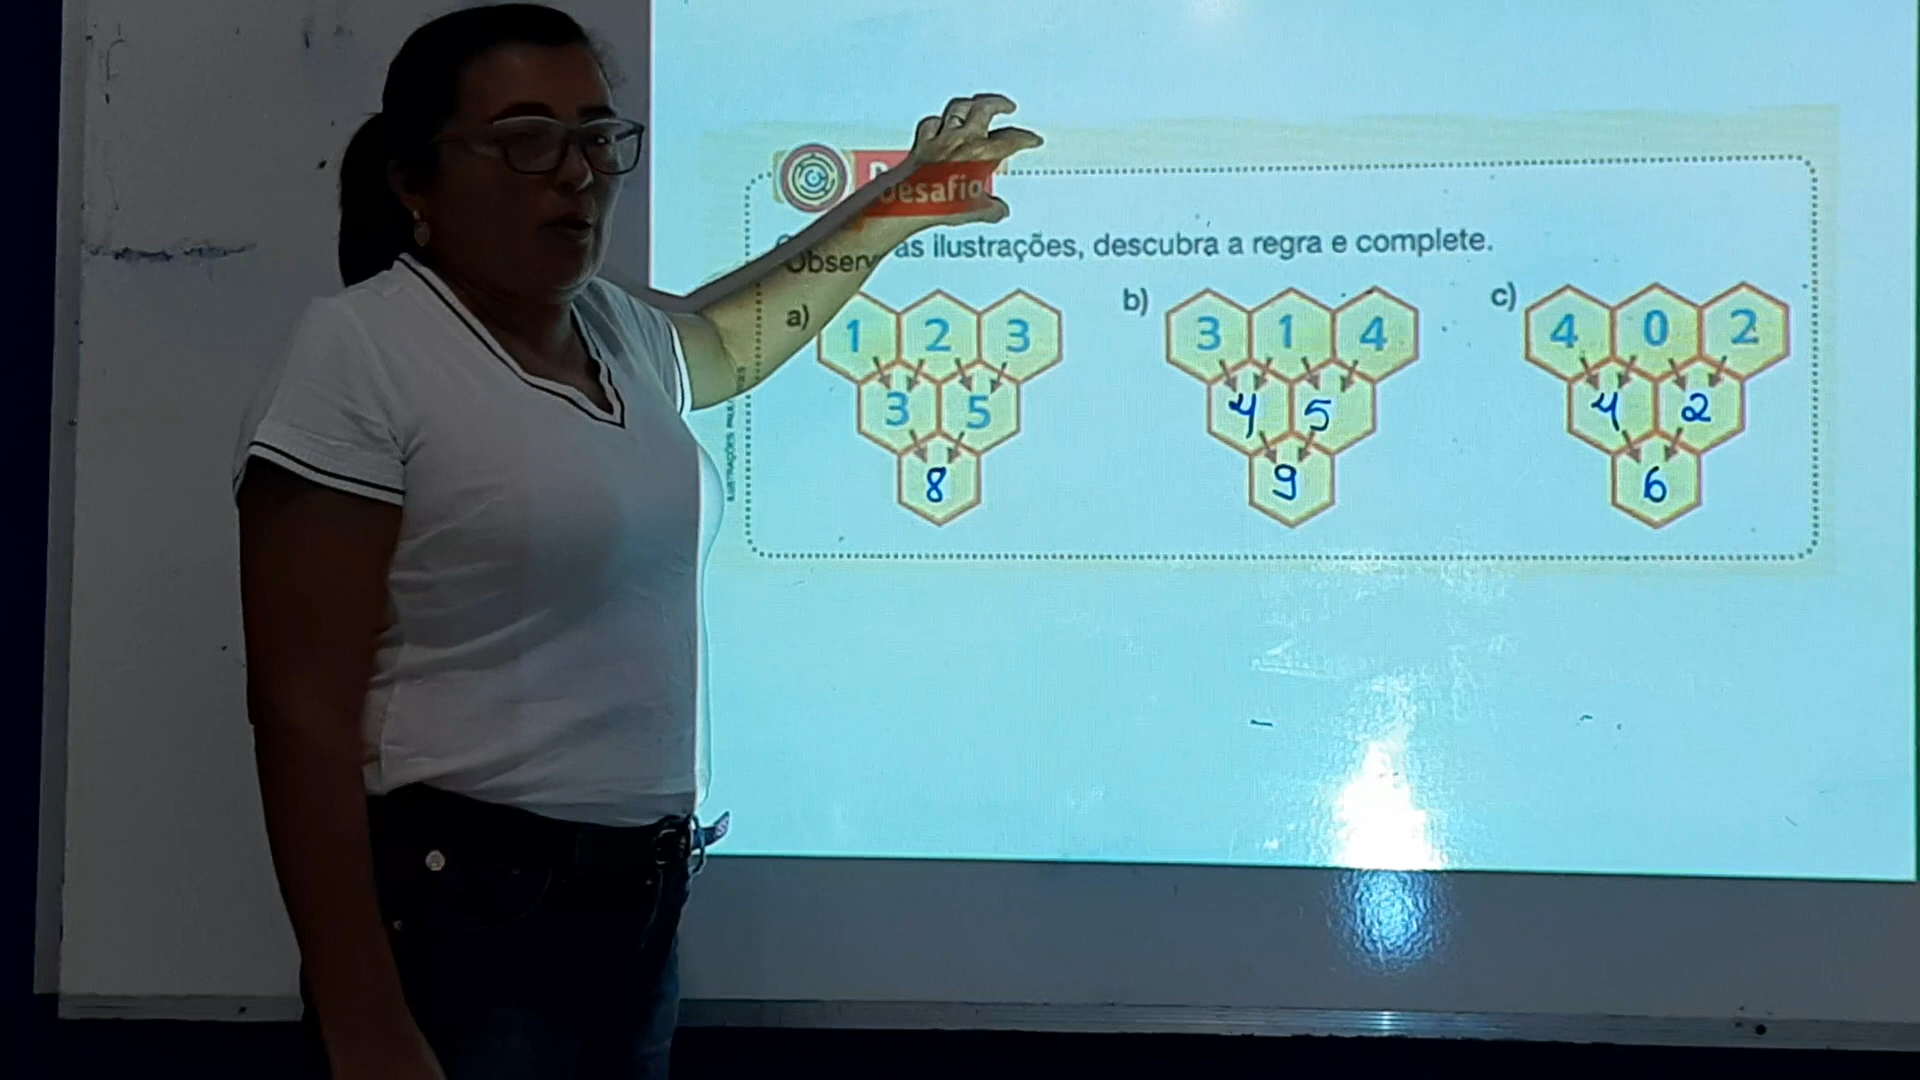 Desafio
Observe as ilustrações, descubra a regra e complete.
a) 1 2 3
3 5
8
b) 3 1 4
4 5
9
c) 4 0 2
4 2
6